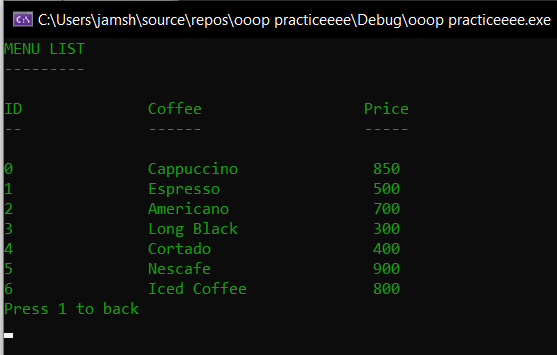 C:\Users\jamsh\source\repos\ooop practiceeee\Debug\ooop practiceeee.exe
MENU LIST
---------
ID Coffee Price
-- ------ -----
0 Cappuccino 850
1 Espresso 500
2 Americano 700
3 Long Black 300
4 Cortado 400
5 Nescafe 900
6 Iced Coffee 800
Press 1 to back